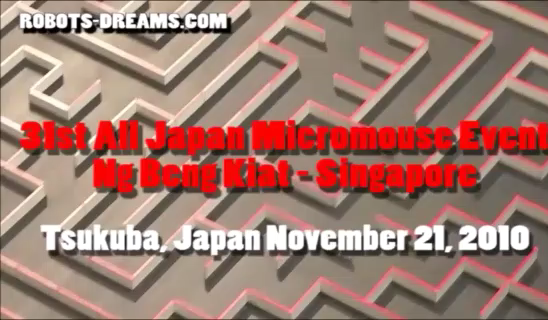 ROBOTS-DREAMS.COM
31st All Japan Micromouse Event
Ng Beng Kiat - Singapore
Tsukuba, Japan November 21, 2010